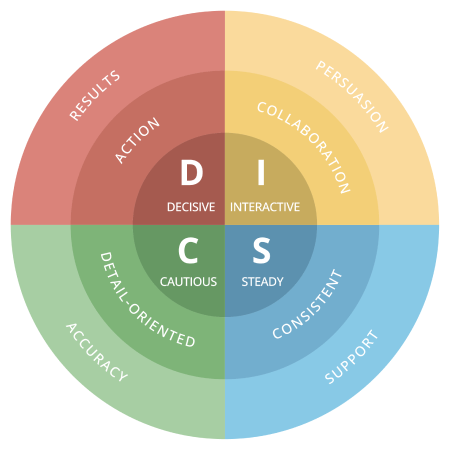 RESULTS
ACTION
D
DECISIVE
PERSUASION
COLLABORATION
I
INTERACTIVE
C
CAUTIOUS
DETAIL-ORIENTED
ACCURACY
S
STEADY
CONSISTENT
SUPPORT